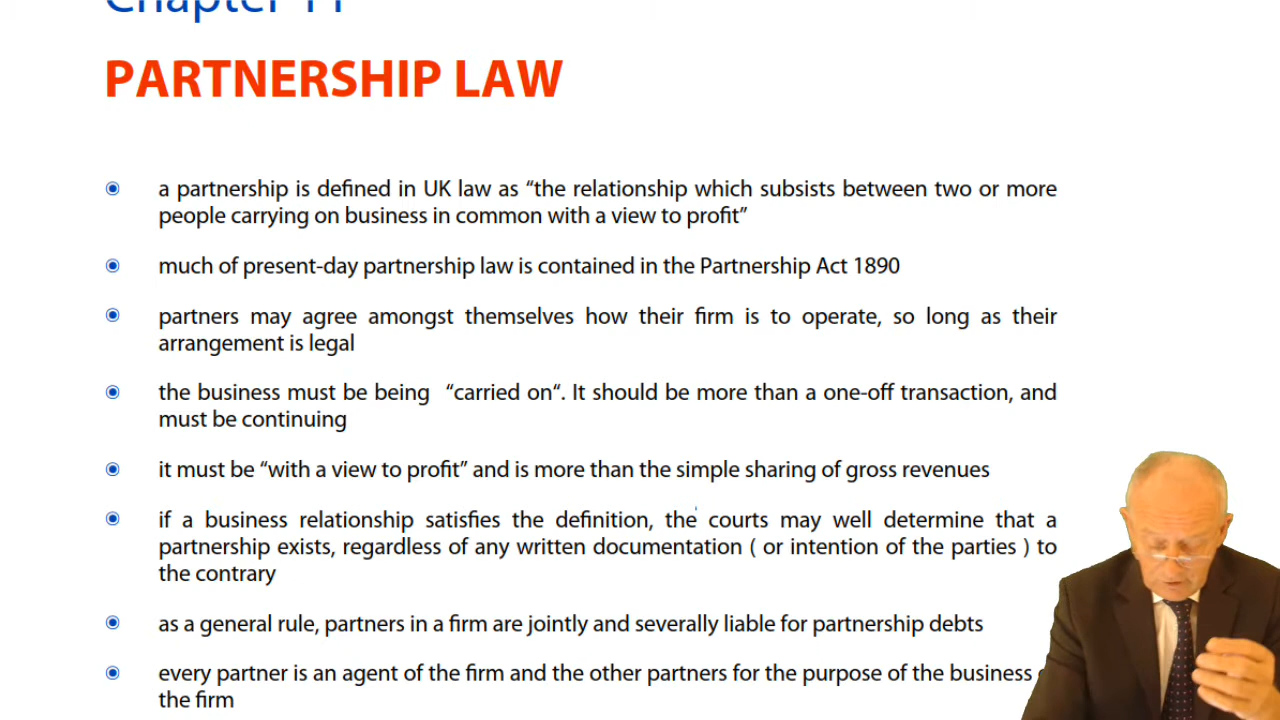 Chapter 11
PARTNERSHIP LAW
a partnership is defined in UK law as “the relationship which subsists between two or more
people carrying on business in common with a view to profit”
much of present-day partnership law is contained in the Partnership Act 1890
partners may agree amongst themselves how their firm is to operate, so long as their
arrangement is legal
the business must be being “carried on“. It should be more than a one-off transaction, and
must be continuing
it must be “with a view to profit” and is more than the simple sharing of gross revenues
if a business relationship satisfies the definition, the courts may well determine that a
partnership exists, regardless of any written documentation ( or intention of the parties ) to
the contrary
as a general rule, partners in a firm are jointly and severally liable for partnership debts
every partner is an agent of the firm and the other partners for the purpose of the business
the firm